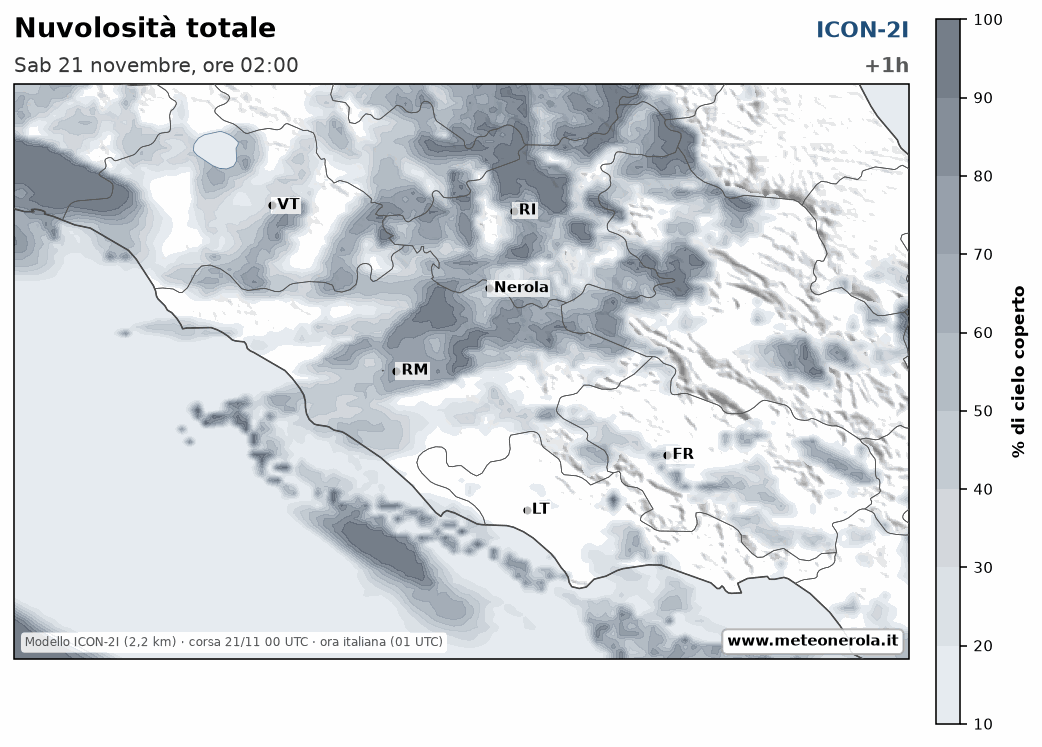 Nuvolosità totale
ICON-2I
Sab 21 novembre, ore 02:00
+1h
100
90
80
70
60
50
40
30
20
10
% di cielo coperto
VT
RI
Nerola
RM
FR
LT
Modello ICON-2I (2,2 km) · corsa 21/11 00 UTC · ora italiana (01 UTC)
www.meteonerola.it